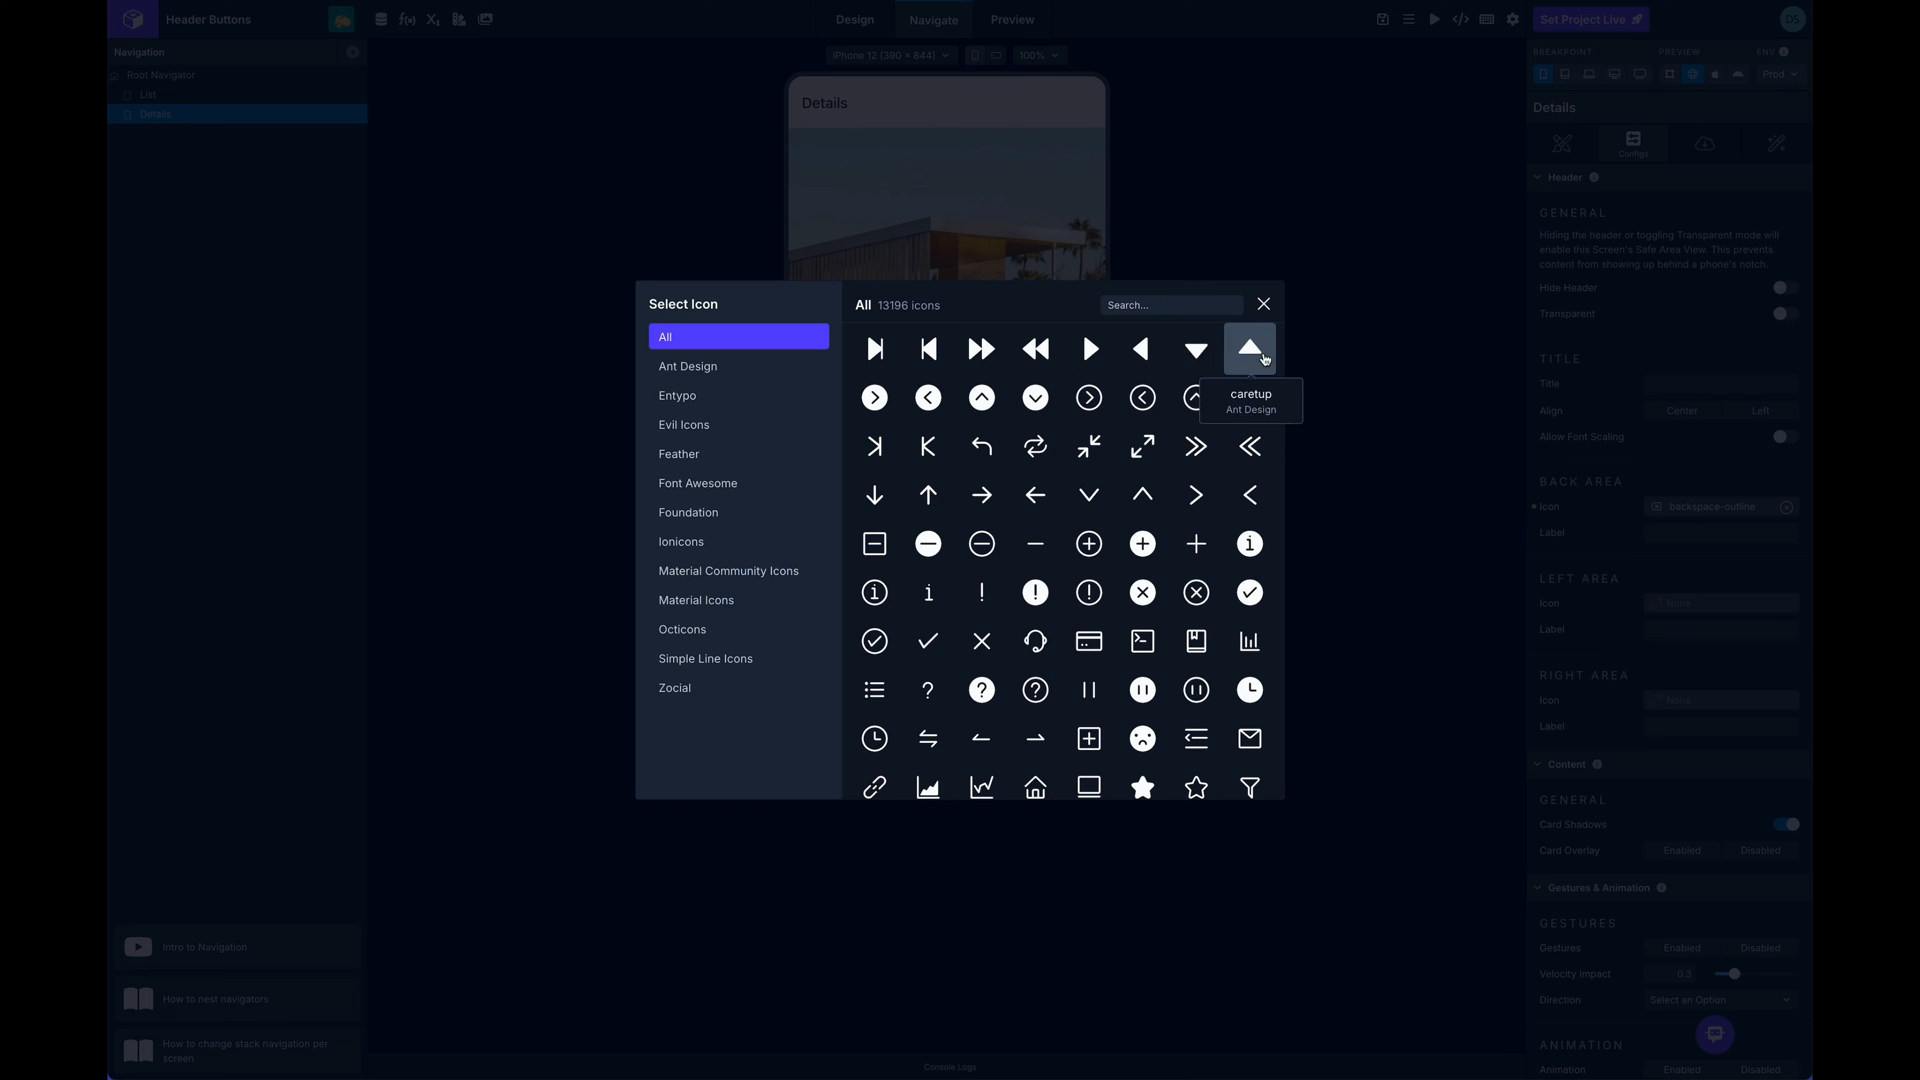 Header Buttons
Design
Navigate
Preview
Set Project Live
DS
Navigation
Root Navigator
List
Details
iPhone 12 (390 × 844)
100%
BREAKPOINT
PREVIEW
ENV
Prod
Details
Details
Configs
Header
GENERAL
Hiding the header or toggling Transparent mode will
enable this Screen's Safe Area View. This prevents
content from showing up behind a phone's notch.
Hide Header
Transparent
TITLE
Title
Align
Center
Left
Allow Font Scaling
BACK AREA
Icon
backspace-outline
Label
LEFT AREA
Icon
None
Label
RIGHT AREA
Icon
None
Label
Content
GENERAL
Card Shadows
Card Overlay
Enabled
Disabled
Gestures & Animation
GESTURES
Gestures
Enabled
Disabled
Velocity Impact
0.3
Direction
Select an Option
ANIMATION
Animation
Enabled
Disabled
Select Icon
All
Ant Design
Entypo
Evil Icons
Feather
Font Awesome
Foundation
Ionicons
Material Community Icons
Material Icons
Octicons
Simple Line Icons
Zocial
All 13196 icons
Search...
caretup
Ant Design
Intro to Navigation
How to nest navigators
How to change stack navigation per
screen
Console Logs